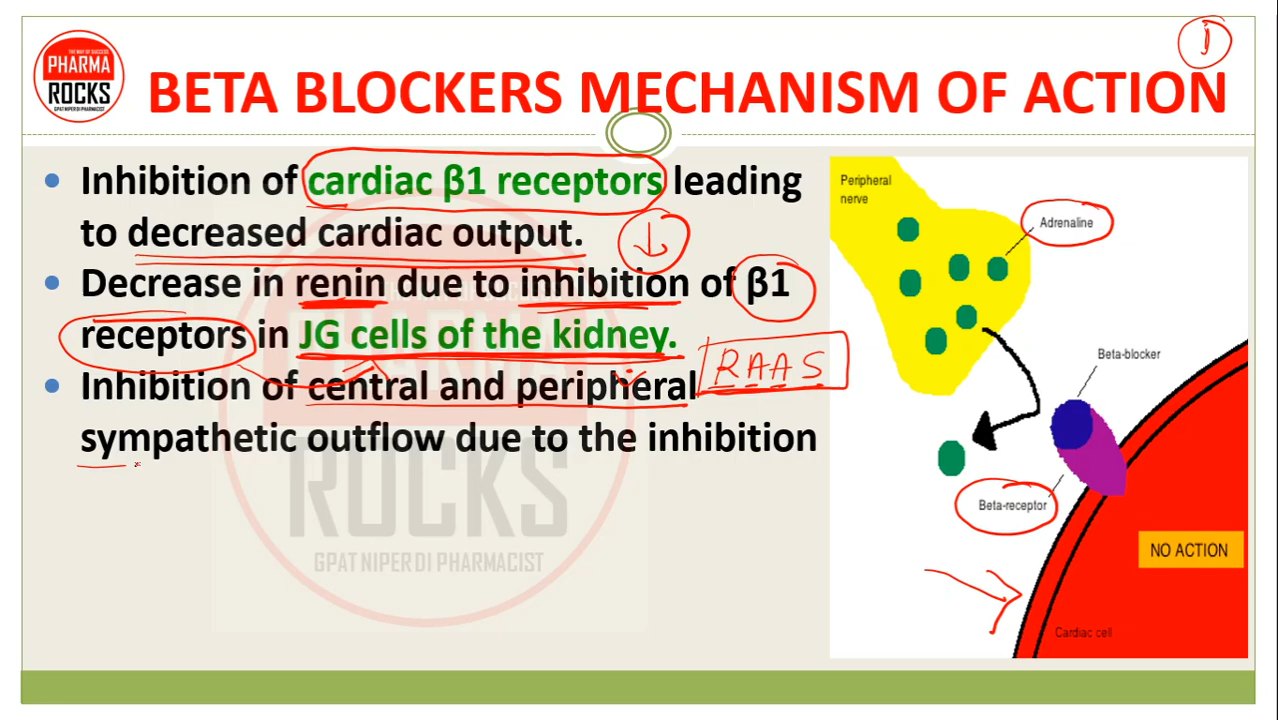 THE WAY OF SUCCESS
PHARMA
ROCKS
GPAT NIPER DI PHARMACIST
BETA BLOCKERS MECHANISM OF ACTION
• Inhibition of cardiac β1 receptors leading
to decreased cardiac output.
↓
• Decrease in renin due to inhibition of β1
receptors in JG cells of the kidney.
RAAS
• Inhibition of central and peripheral
sympathetic outflow due to the inhibition
Peripheral
nerve
Adrenaline
Beta-blocker
Beta-receptor
NO ACTION
Cardiac cell
ROCKS
GPAT NIPER DI PHARMACIST